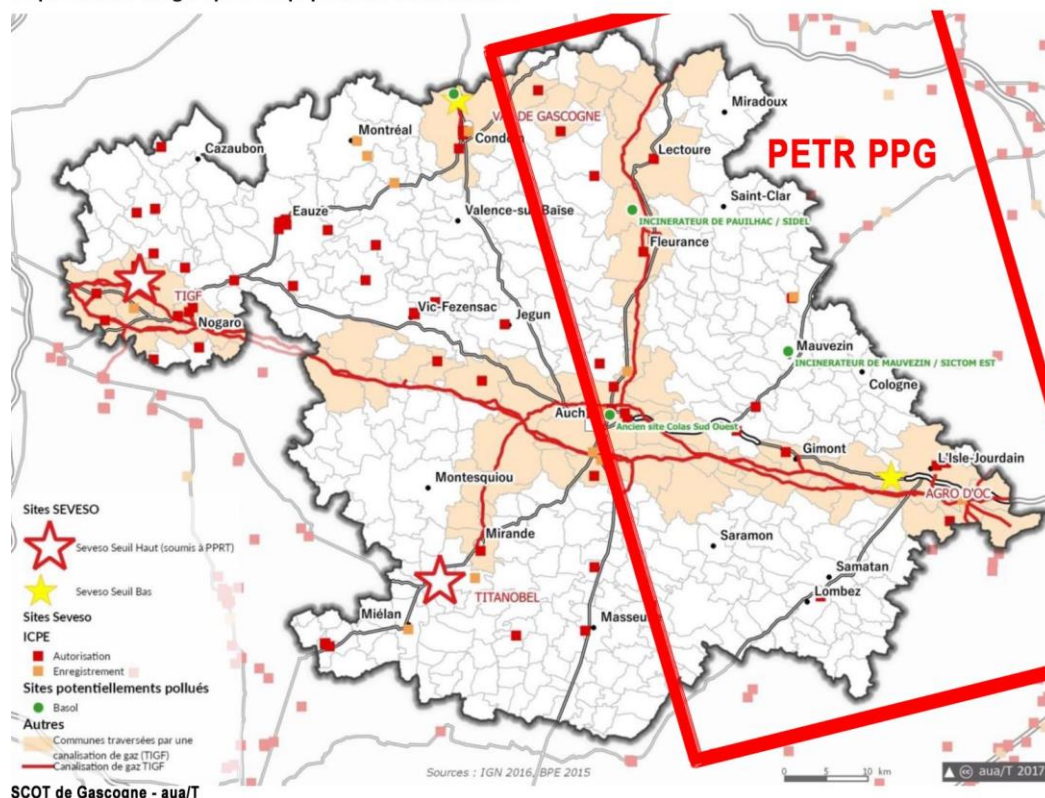 Miradoux
VAL DE GASCOGNE
Montréal
Condom
Lectoure
Cazaubon
PETR PPG
Saint-Clar
Eauze
Valence-sur-Baïse
INCINERATEUR DE PAUILHAC / SIDEL
Fleurance
TIGF
Vic-Fezensac
Jegun
Nogaro
Mauvezin
INCINERATEUR DE MAUVEZIN / SICTOM EST
Cologne
Auch
Ancien site Colas Sud Ouest
Gimont
L'Isle-Jourdain
Montesquiou
AGRO D'OC
Mirande
Saramon
Samatan
TITANOBEL
Lombez
Miélan
Masseu
Sites SEVESO
Seveso Seuil Haut (soumis à PPRT)
Seveso Seuil Bas
Sites Seveso
ICPE
Autorisation
Enregistrement
Sites potentiellements pollués
Basol
Autres
Communes traversées par une
canalisation de gaz (TIGF)
Canalisation de gaz TIGF
Sources : IGN 2016, BPE 2015
0 5 10 km
cc aua/T 2017
SCOT de Gascogne - aua/T